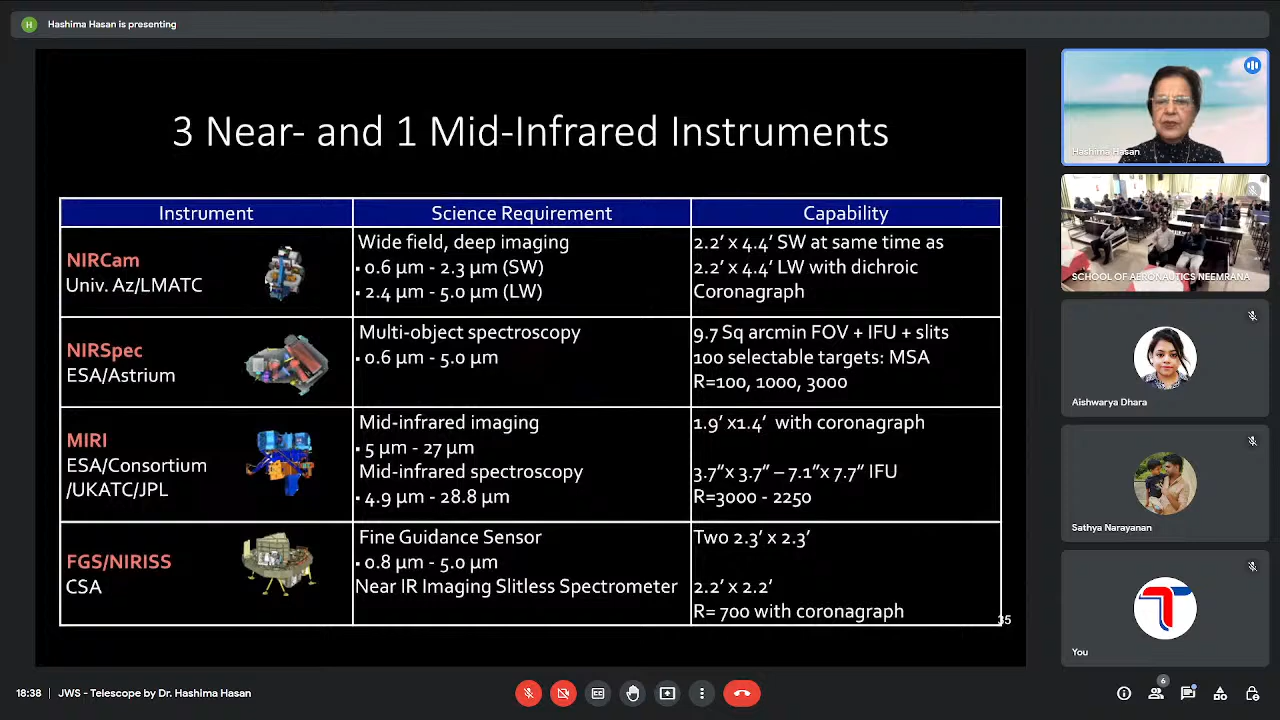 H
Hashima Hasan is presenting
3 Near- and 1 Mid-Infrared Instruments
Instrument
Science Requirement
Capability
NIRCam
Univ. Az/LMATC
Wide field, deep imaging
▪ 0.6 µm - 2.3 µm (SW)
▪ 2.4 µm - 5.0 µm (LW)
2.2’ x 4.4’ SW at same time as
2.2’ x 4.4’ LW with dichroic
Coronagraph
NIRSpec
ESA/Astrium
Multi-object spectroscopy
▪ 0.6 µm - 5.0 µm
9.7 Sq arcmin FOV + IFU + slits
100 selectable targets: MSA
R=100, 1000, 3000
MIRI
ESA/Consortium
/UKATC/JPL
Mid-infrared imaging
▪ 5 µm - 27 µm
Mid-infrared spectroscopy
▪ 4.9 µm - 28.8 µm
1.9’ x1.4’ with coronagraph
3.7”x 3.7” – 7.1”x 7.7” IFU
R=3000 - 2250
FGS/NIRISS
CSA
Fine Guidance Sensor
▪ 0.8 µm - 5.0 µm
Near IR Imaging Slitless Spectrometer
Two 2.3’ x 2.3’
2.2’ x 2.2’
R= 700 with coronagraph
35
Hashima Hasan
SCHOOL OF AERONAUTICS NEEMRANA
Aishwarya Dhara
Sathya Narayanan
You
18:38 | JWS - Telescope by Dr. Hashima Hasan
6